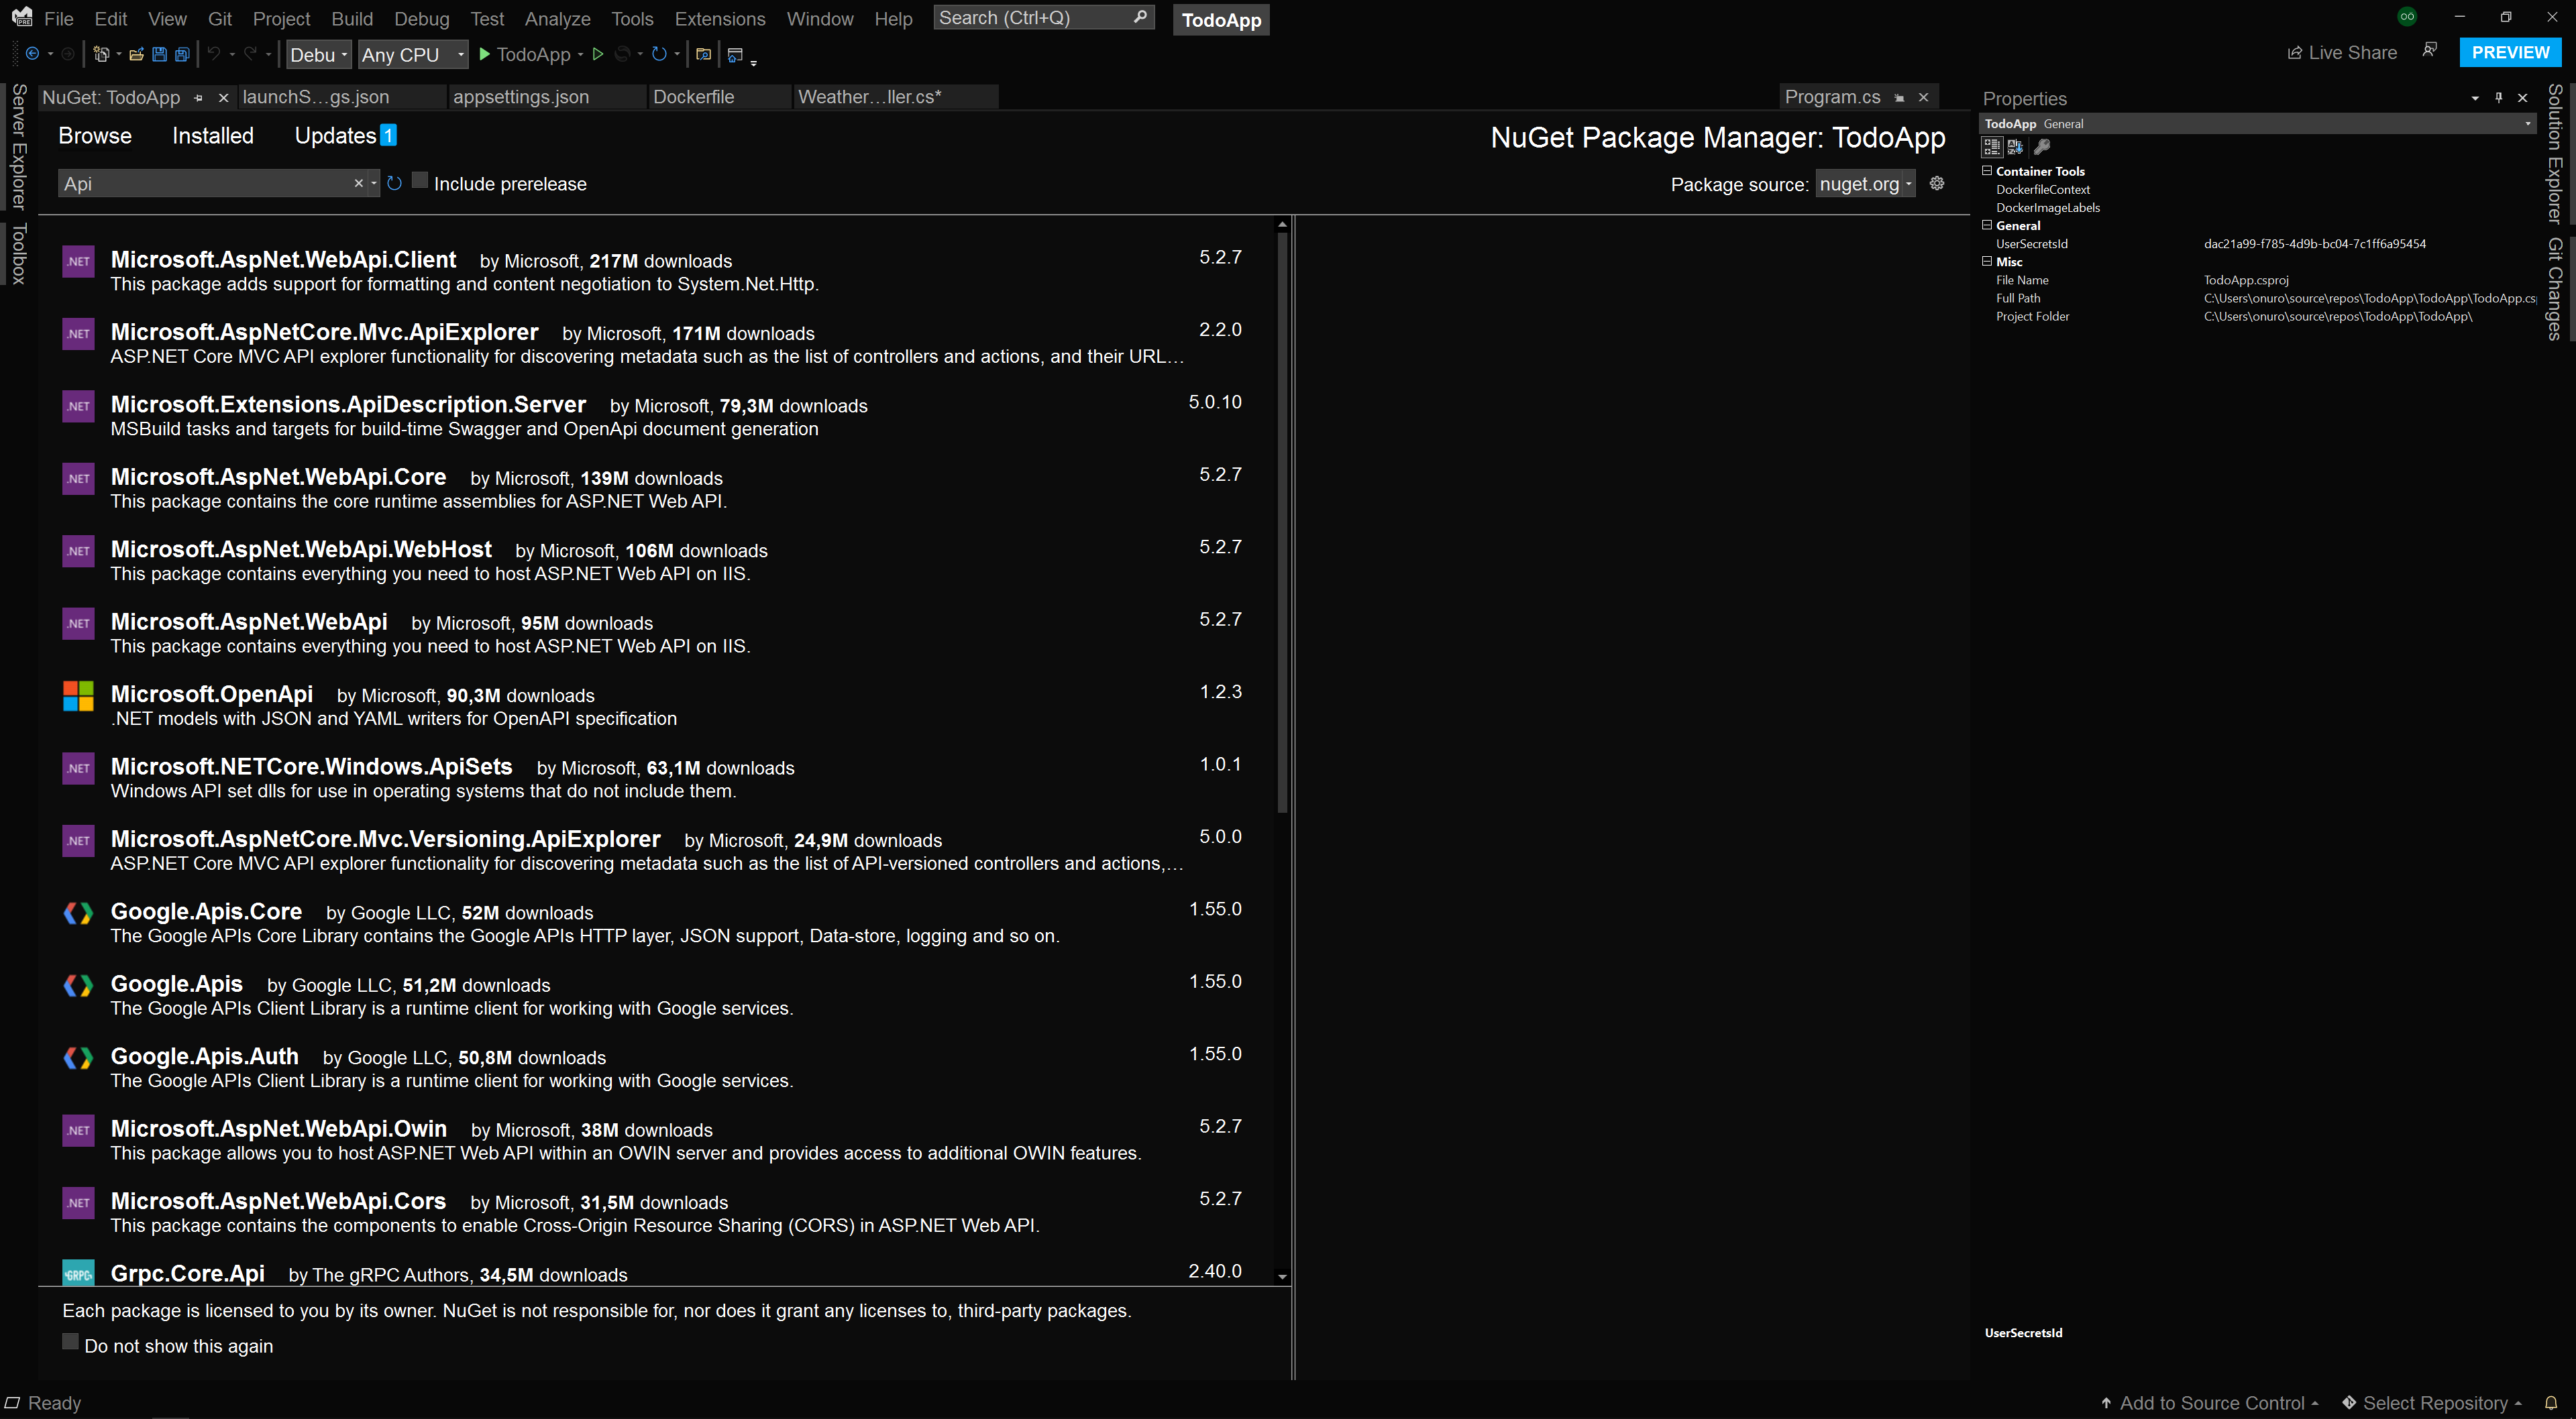 File Edit View Git Project Build Debug Test Analyze Tools Extensions Window Help Search (Ctrl+Q) TodoApp OO
Debu Any CPU TodoApp Live Share PREVIEW
Server Explorer
Toolbox
NuGet: TodoApp launchS...gs.json appsettings.json Dockerfile Weather...ller.cs* Program.cs
Browse Installed Updates 1 NuGet Package Manager: TodoApp
Api Include prerelease Package source: nuget.org
.NET Microsoft.AspNet.WebApi.Client by Microsoft, 217M downloads 5.2.7
This package adds support for formatting and content negotiation to System.Net.Http.
.NET Microsoft.AspNetCore.Mvc.ApiExplorer by Microsoft, 171M downloads 2.2.0
ASP.NET Core MVC API explorer functionality for discovering metadata such as the list of controllers and actions, and their URL...
.NET Microsoft.Extensions.ApiDescription.Server by Microsoft, 79,3M downloads 5.0.10
MSBuild tasks and targets for build-time Swagger and OpenApi document generation
.NET Microsoft.AspNet.WebApi.Core by Microsoft, 139M downloads 5.2.7
This package contains the core runtime assemblies for ASP.NET Web API.
.NET Microsoft.AspNet.WebApi.WebHost by Microsoft, 106M downloads 5.2.7
This package contains everything you need to host ASP.NET Web API on IIS.
.NET Microsoft.AspNet.WebApi by Microsoft, 95M downloads 5.2.7
This package contains everything you need to host ASP.NET Web API on IIS.
Microsoft.OpenApi by Microsoft, 90,3M downloads 1.2.3
.NET models with JSON and YAML writers for OpenAPI specification
.NET Microsoft.NETCore.Windows.ApiSets by Microsoft, 63,1M downloads 1.0.1
Windows API set dlls for use in operating systems that do not include them.
.NET Microsoft.AspNetCore.Mvc.Versioning.ApiExplorer by Microsoft, 24,9M downloads 5.0.0
ASP.NET Core MVC API explorer functionality for discovering metadata such as the list of API-versioned controllers and actions,...
Google.Apis.Core by Google LLC, 52M downloads 1.55.0
The Google APIs Core Library contains the Google APIs HTTP layer, JSON support, Data-store, logging and so on.
Google.Apis by Google LLC, 51,2M downloads 1.55.0
The Google APIs Client Library is a runtime client for working with Google services.
Google.Apis.Auth by Google LLC, 50,8M downloads 1.55.0
The Google APIs Client Library is a runtime client for working with Google services.
.NET Microsoft.AspNet.WebApi.Owin by Microsoft, 38M downloads 5.2.7
This package allows you to host ASP.NET Web API within an OWIN server and provides access to additional OWIN features.
.NET Microsoft.AspNet.WebApi.Cors by Microsoft, 31,5M downloads 5.2.7
This package contains the components to enable Cross-Origin Resource Sharing (CORS) in ASP.NET Web API.
GRPC Grpc.Core.Api by The gRPC Authors, 34,5M downloads 2.40.0
Each package is licensed to you by its owner. NuGet is not responsible for, nor does it grant any licenses to, third-party packages.
Do not show this again
Properties
TodoApp General
Container Tools
DockerfileContext
DockerImageLabels
General
UserSecretsId dac21a99-f785-4d9b-bc04-7c1ff6a95454
Misc
File Name TodoApp.csproj
Full Path C:\Users\onuro\source\repos\TodoApp\TodoApp\TodoApp.csp
Project Folder C:\Users\onuro\source\repos\TodoApp\TodoApp\
UserSecretsId
Solution Explorer
Git Changes
Ready Add to Source Control Select Repository